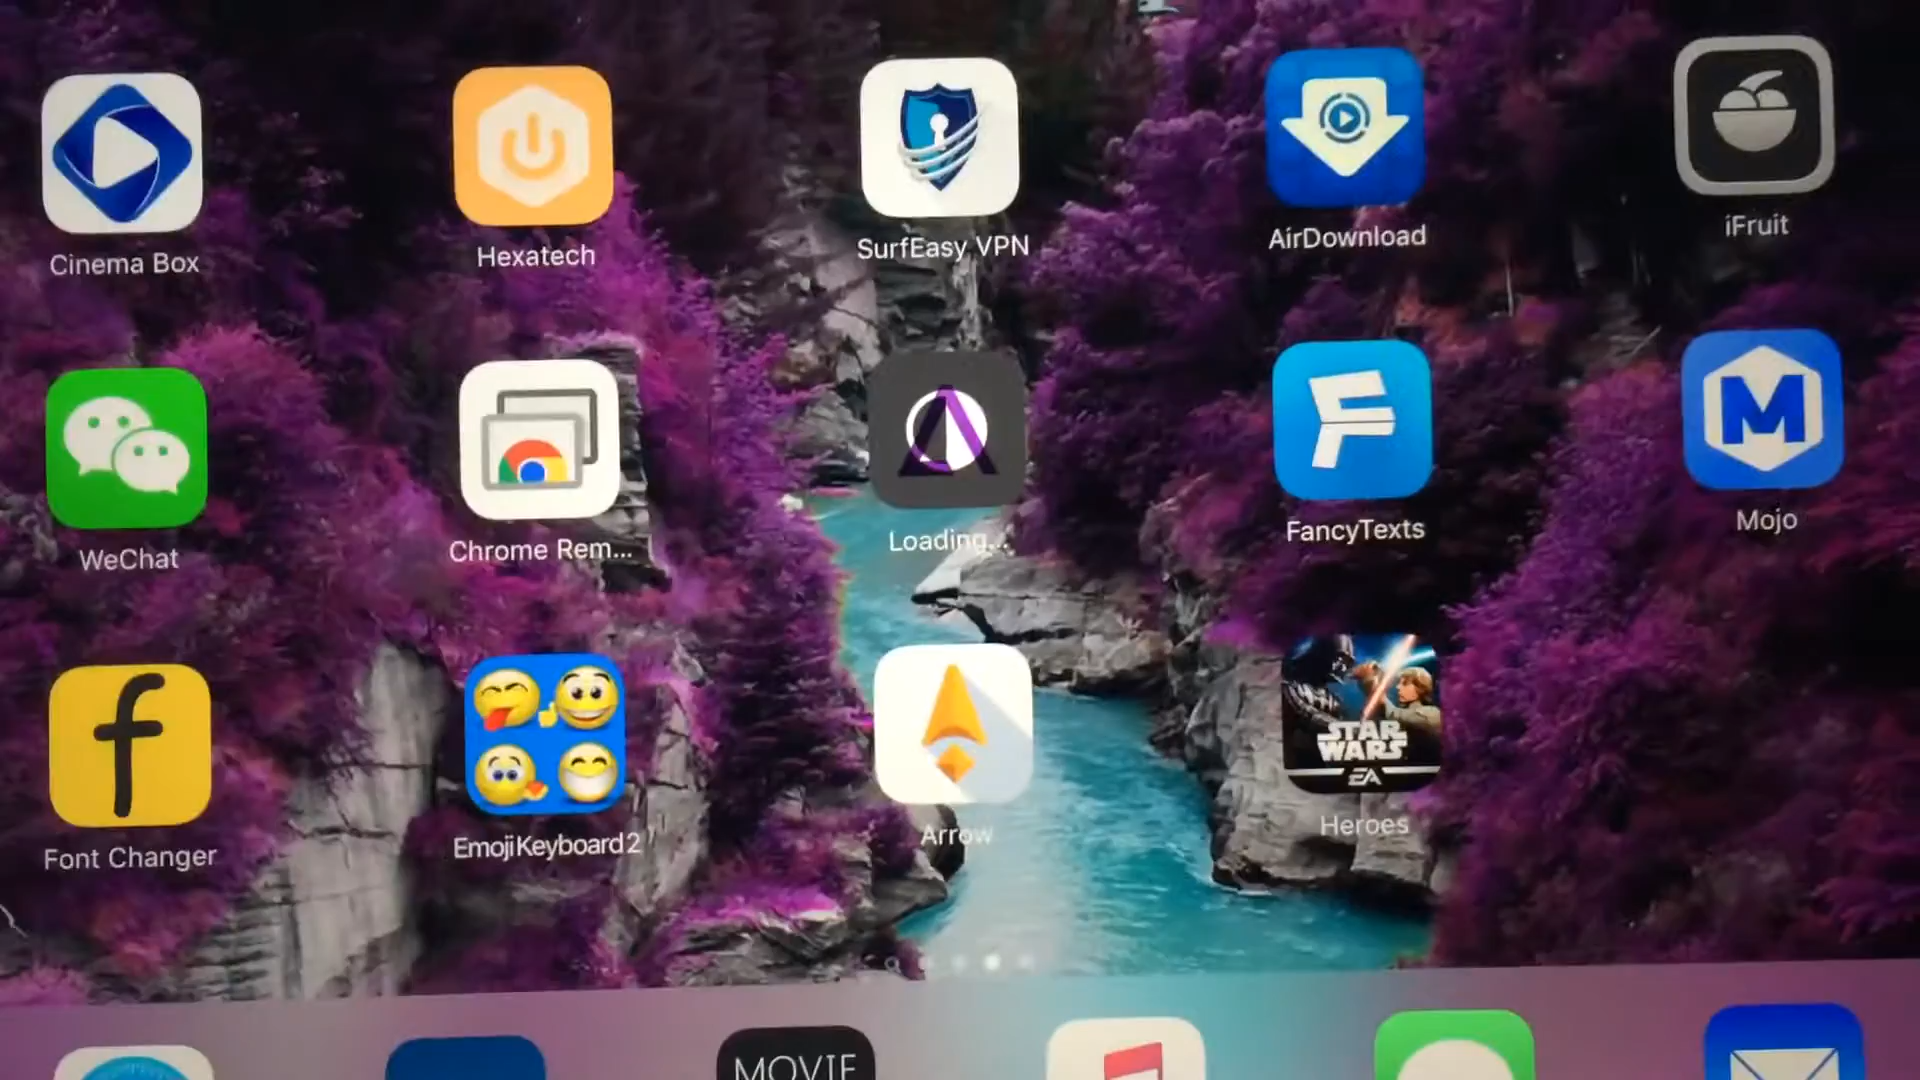 Cinema Box
Hexatech
SurfEasy VPN
AirDownload
iFruit
WeChat
Chrome Rem...
Loading...
FancyTexts
M
Mojo
f
Font Changer
EmojiKeyboard2
Arrow
STAR
WARS
EA
Heroes
MOVIE